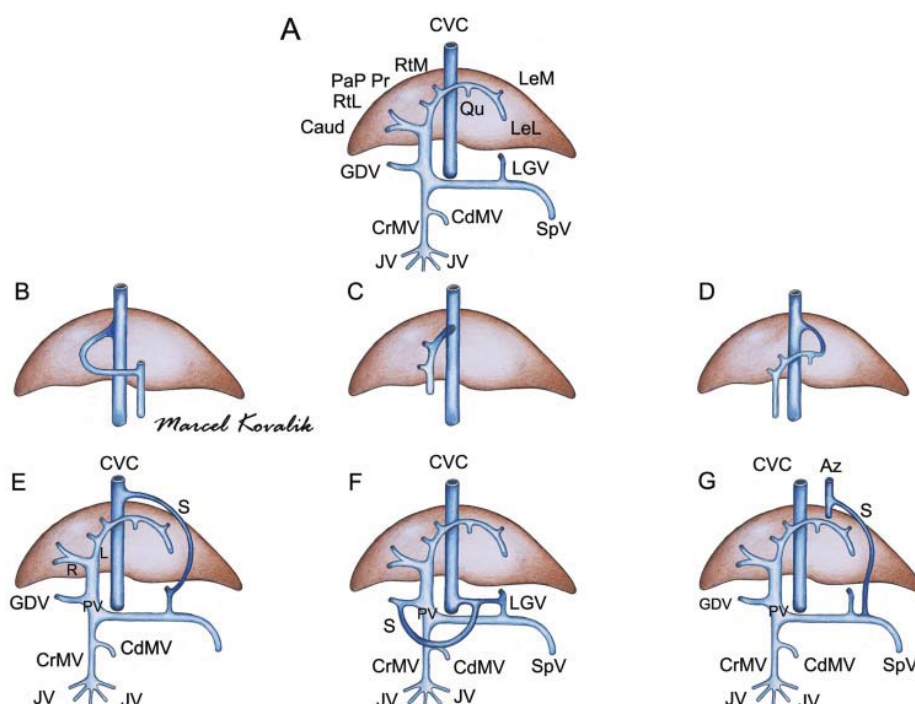 A
CVC
RtM
PaP Pr
LeM
RtL
Qu
Caud
LeL
GDV
LGV
CrMV
CdMV
SpV
JV
JV
B
Marcel Kovalik
C
D
E
CVC
S
L
R
GDV
PV
CrMV
CdMV
JV
JV
F
CVC
LGV
PV
S
CrMV
CdMV
SpV
JV
JV
G
CVC
Az
S
GDV
PV
CrMV
CdMV
SpV
JV
JV